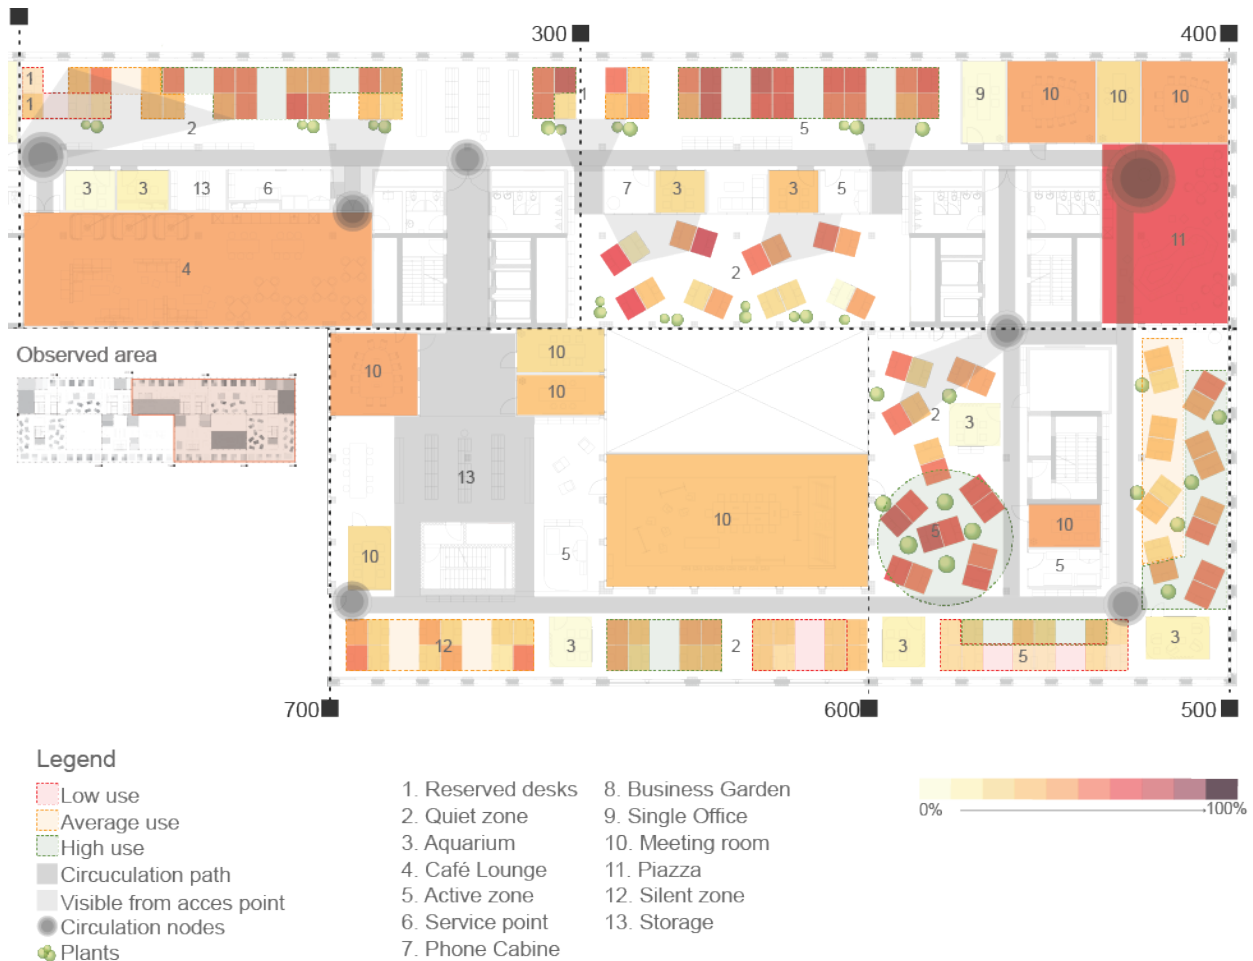 300
400
1
1
1
2
5
9
10
10
10
3
3
13
6
7
3
3
5
4
2
11
Observed area
10
10
10
2
3
13
10
5
10
5
10
5
12
3
2
3
5
3
700
600
500
Legend
Low use
Average use
High use
Circuculation path
Visible from acces point
Circulation nodes
Plants
1. Reserved desks
2. Quiet zone
3. Aquarium
4. Café Lounge
5. Active zone
6. Service point
7. Phone Cabine
8. Business Garden
9. Single Office
10. Meeting room
11. Piazza
12. Silent zone
13. Storage
0%
100%